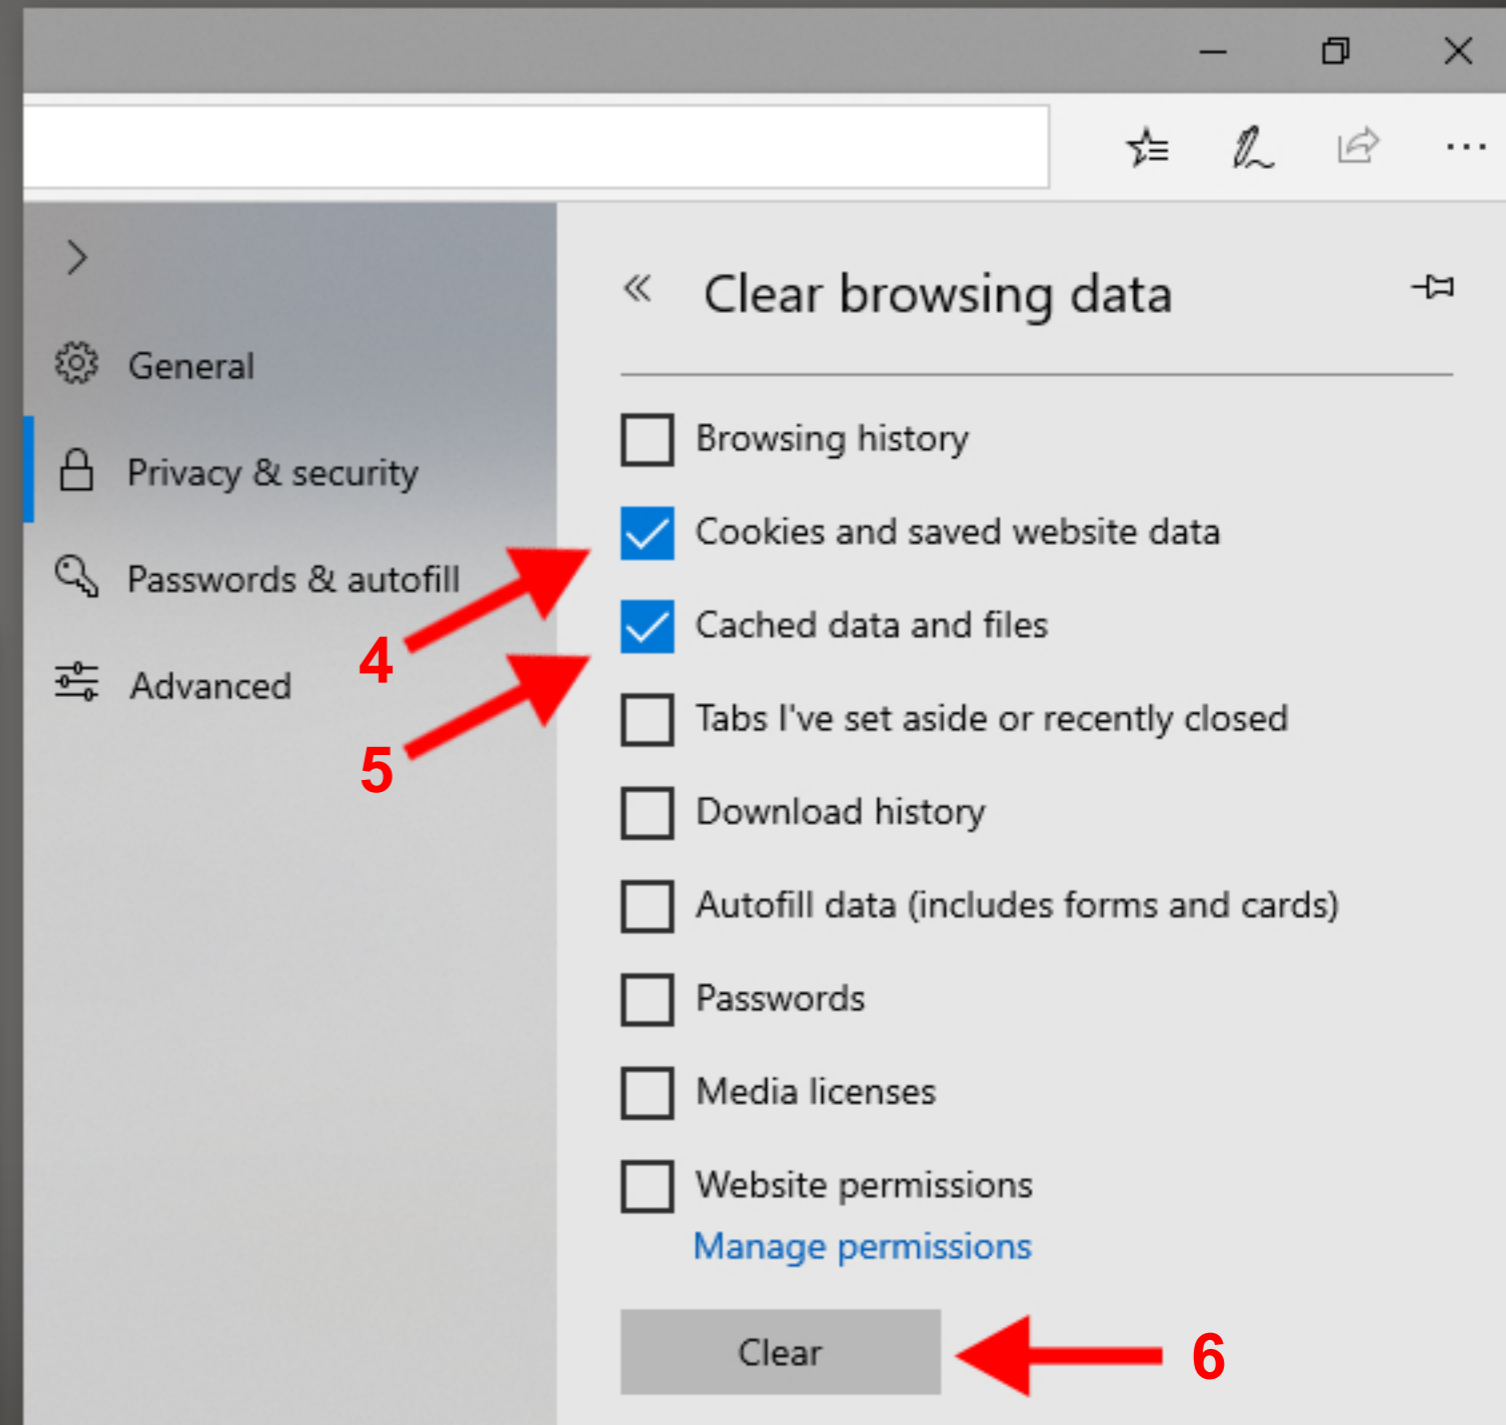 Clear browsing data
General
Privacy & security
Passwords & autofill
Advanced
Browsing history
Cookies and saved website data
Cached data and files
Tabs I've set aside or recently closed
Download history
Autofill data (includes forms and cards)
Passwords
Media licenses
Website permissions
Manage permissions
Clear
4
5
6